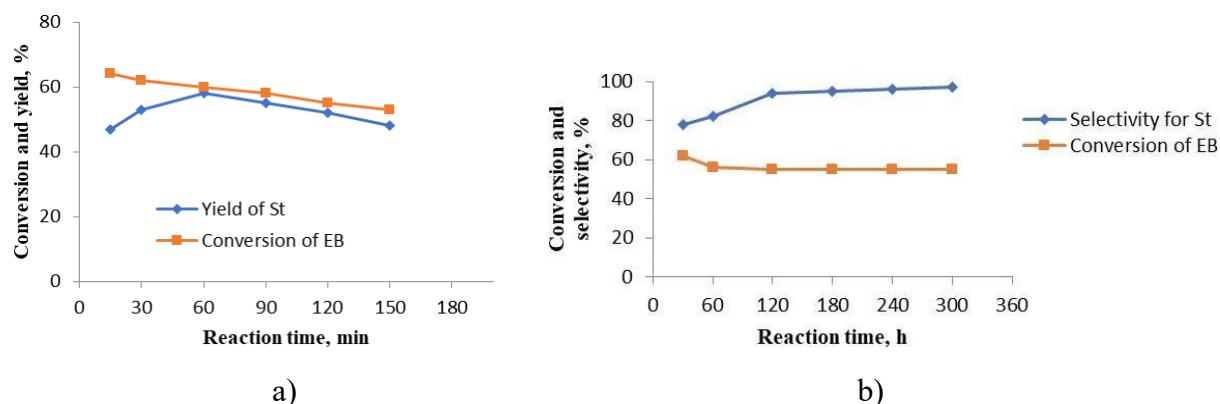 80
60
40
20
0
Conversion and yield, %
Yield of St
Conversion of EB
0 30 60 90 120 150 180
Reaction time, min
a)
100
80
60
40
20
0
Conversion and
selectivity, %
Selectivity for St
Conversion of EB
0 60 120 180 240 300 360
Reaction time, h
b)